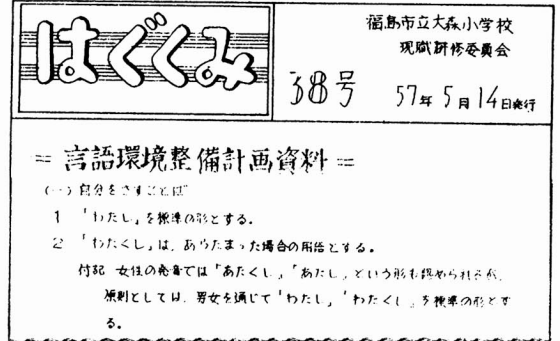 はぐくみ
福島市立大森小学校
現職研修委員会
38号 57年5月14日発行
= 言語環境整備計画資料 =
(一) 自分をさすことば
1 「わたし」を標準の形とする。
2 「わたくし」は、あらたまった場合の用語とする。
付記 女性の発音では「あたくし」「あたし」という形も認められるが、
原則としては、男女を通じて「わたし」「わたくし」を標準の形とす
る。